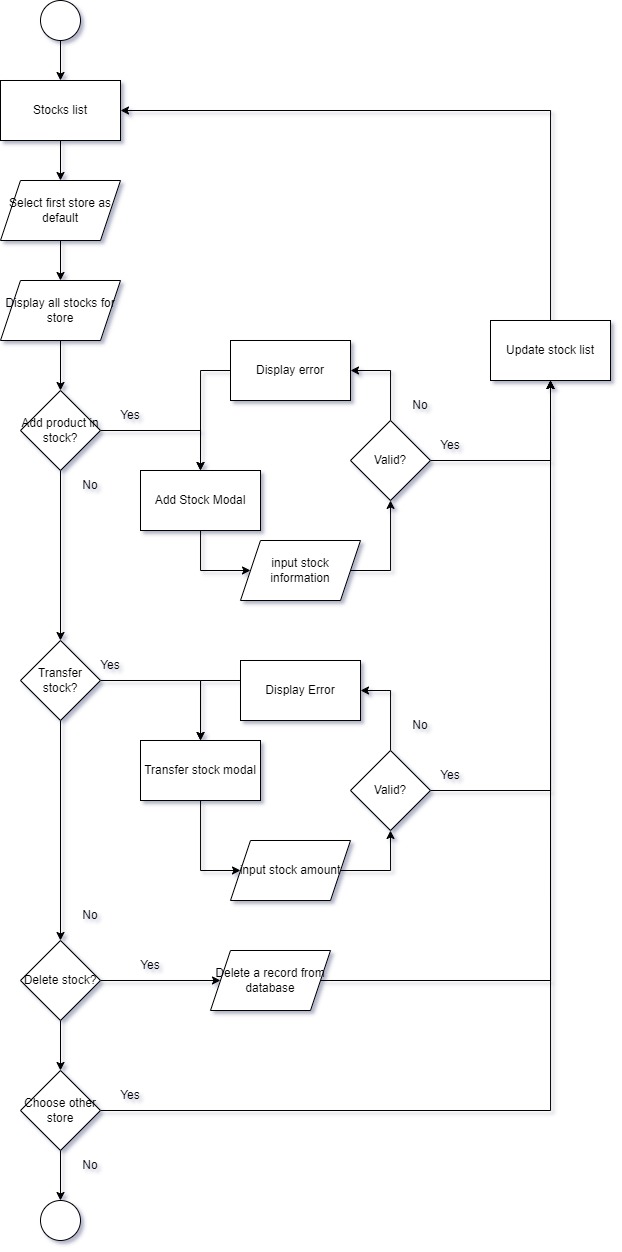 Stocks list
Select first store as
default
Display all stocks for
store
Update stock list
Display error
No
Yes
Add product in
stock?
Yes
Valid?
No
Add Stock Modal
input stock
information
Transfer
stock?
Yes
Display Error
No
Transfer stock modal
Valid?
Yes
input stock amount
No
Delete stock?
Yes
Delete a record from
database
Choose other
store
Yes
No